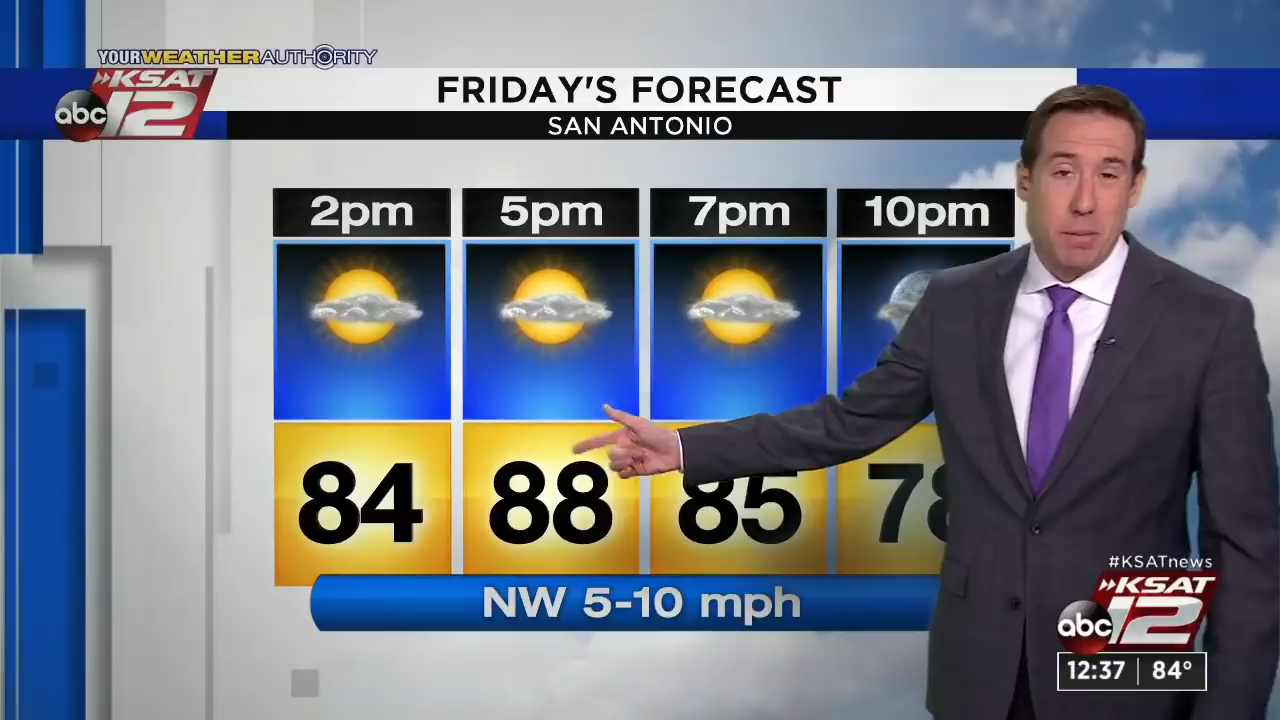 YOURWEATHERAUTHORITY
KSAT
abc 12
FRIDAY'S FORECAST
SAN ANTONIO
2pm 5pm 7pm 10pm
84 88 85 78
NW 5-10 mph
#KSATnews
KSAT
abc 12
12:37 84°